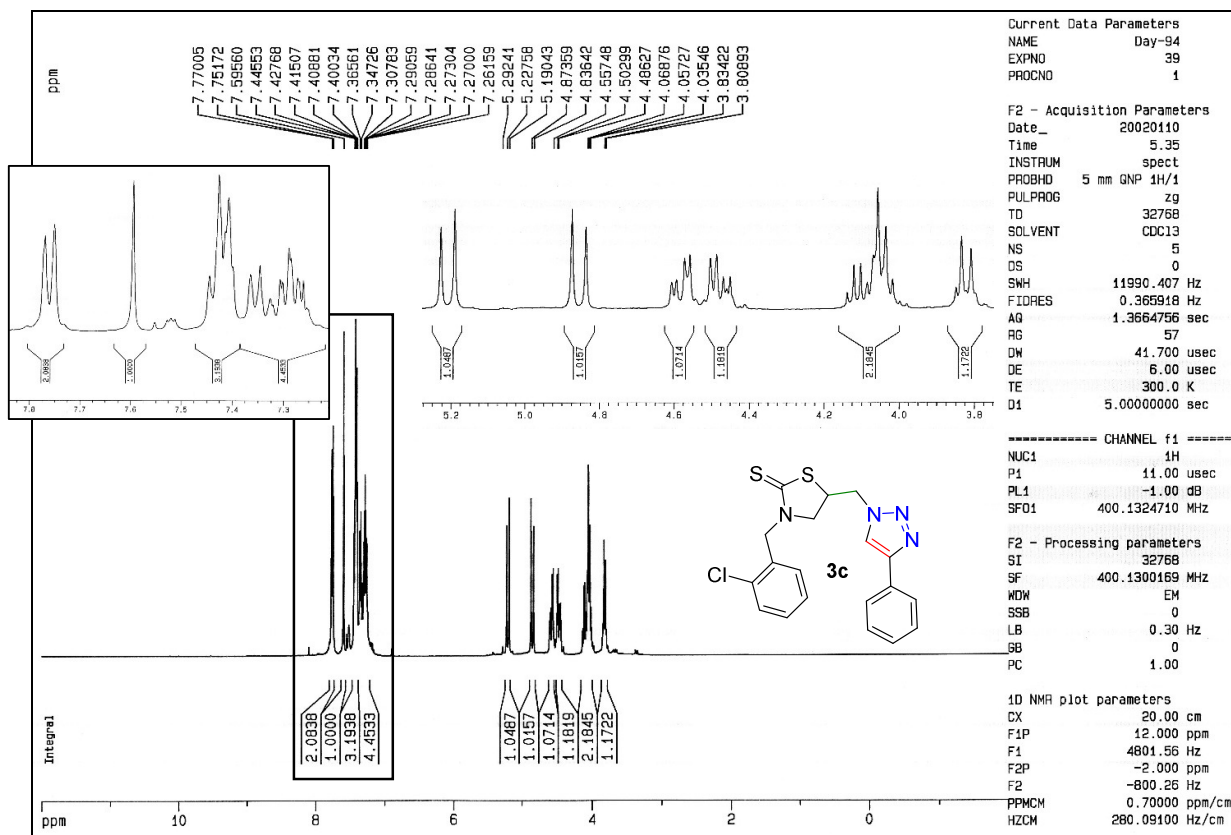 ppm
7.77005
7.75172
7.59560
7.44553
7.42768
7.41507
7.40881
7.40034
7.36561
7.34726
7.30783
7.29059
7.28641
7.27304
7.27000
7.26159
5.29241
5.22758
5.19043
4.87359
4.83642
4.55748
4.50299
4.48627
4.06876
4.05727
4.03546
3.83422
3.80893
2.0838
1.0000
3.1938
4.4533
7.8 7.7 7.6 7.5 7.4 7.3
1.0487
1.0157
1.0714
1.1819
2.1845
1.1722
5.2 5.0 4.8 4.6 4.4 4.2 4.0 3.8
S
S
N
N
N
N
Cl
3c
Integral
2.0838
1.0000
3.1938
4.4533
1.0487
1.0157
1.0714
1.1819
2.1845
1.1722
ppm 10 8 6 4 2 0
Current Data Parameters
NAME Day-94
EXPNO 39
PROCNO 1
F2 - Acquisition Parameters
Date_ 20020110
Time 5.35
INSTRUM spect
PROBHD 5 mm QNP 1H/1
PULPROG zg
TD 32768
SOLVENT CDCl3
NS 5
DS 0
SWH 11990.407 Hz
FIDRES 0.365918 Hz
AQ 1.3664756 sec
RG 57
DW 41.700 usec
DE 6.00 usec
TE 300.0 K
D1 5.00000000 sec
============ CHANNEL f1 ======
NUC1 1H
P1 11.00 usec
PL1 -1.00 dB
SFO1 400.1324710 MHz
F2 - Processing parameters
SI 32768
SF 400.1300169 MHz
WDW EM
SSB 0
LB 0.30 Hz
GB 0
PC 1.00
1D NMR plot parameters
CX 20.00 cm
F1P 12.000 ppm
F1 4801.56 Hz
F2P -2.000 ppm
F2 -800.26 Hz
PPMCM 0.70000 ppm/cm
HZCM 280.09100 Hz/cm